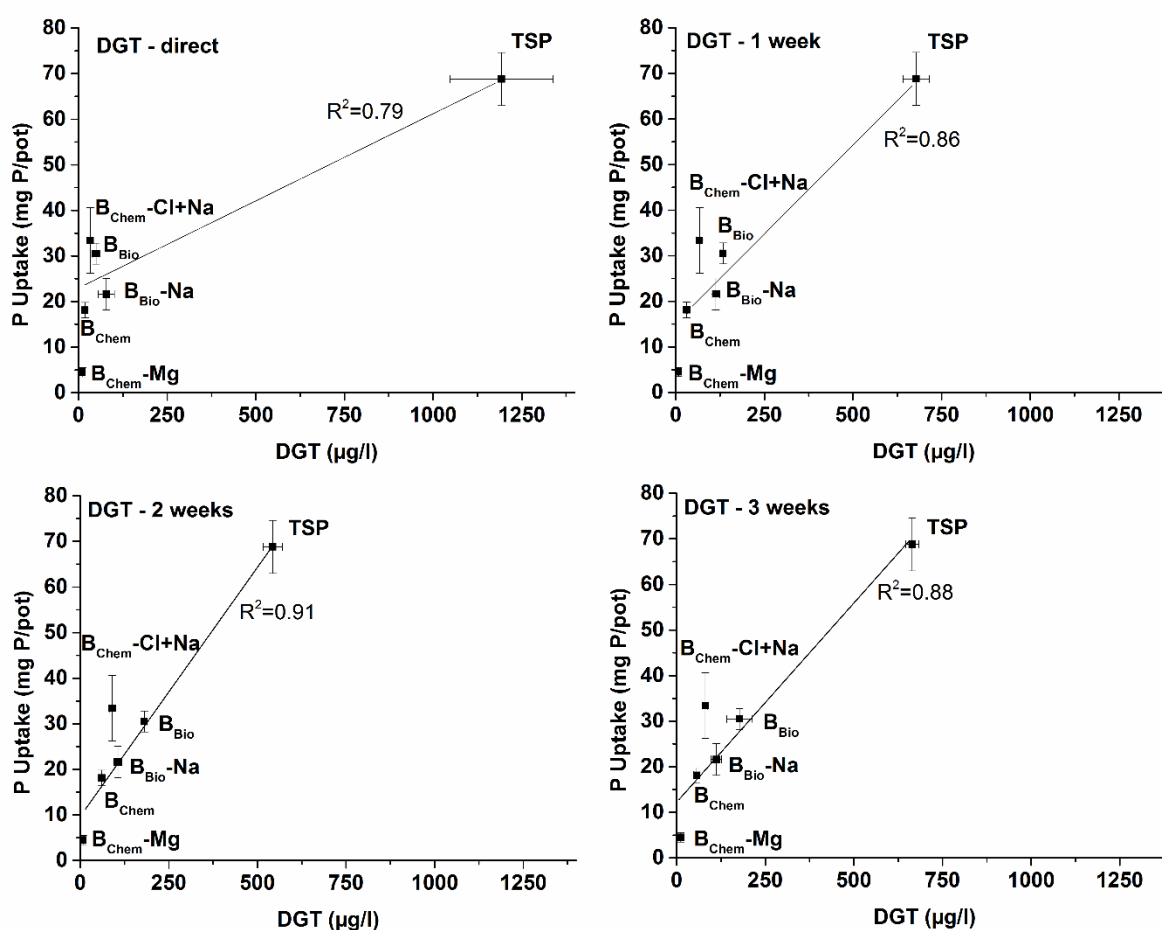 DGT - direct
TSP
R²=0.79
B_Chem-Cl+Na
B_Bio
B_Bio-Na
B_Chem
B_Chem-Mg
P Uptake (mg P/pot)
80
70
60
50
40
30
20
10
0
0 250 500 750 1000 1250
DGT (µg/l)
DGT - 1 week
TSP
R²=0.86
B_Chem-Cl+Na
B_Bio
B_Bio-Na
B_Chem
B_Chem-Mg
P Uptake (mg P/pot)
80
70
60
50
40
30
20
10
0
0 250 500 750 1000 1250
DGT (µg/l)
DGT - 2 weeks
TSP
R²=0.91
B_Chem-Cl+Na
B_Bio
B_Bio-Na
B_Chem
B_Chem-Mg
P Uptake (mg P/pot)
80
70
60
50
40
30
20
10
0
0 250 500 750 1000 1250
DGT (µg/l)
DGT - 3 weeks
TSP
R²=0.88
B_Chem-Cl+Na
B_Bio
B_Bio-Na
B_Chem
B_Chem-Mg
P Uptake (mg P/pot)
80
70
60
50
40
30
20
10
0
0 250 500 750 1000 1250
DGT (µg/l)